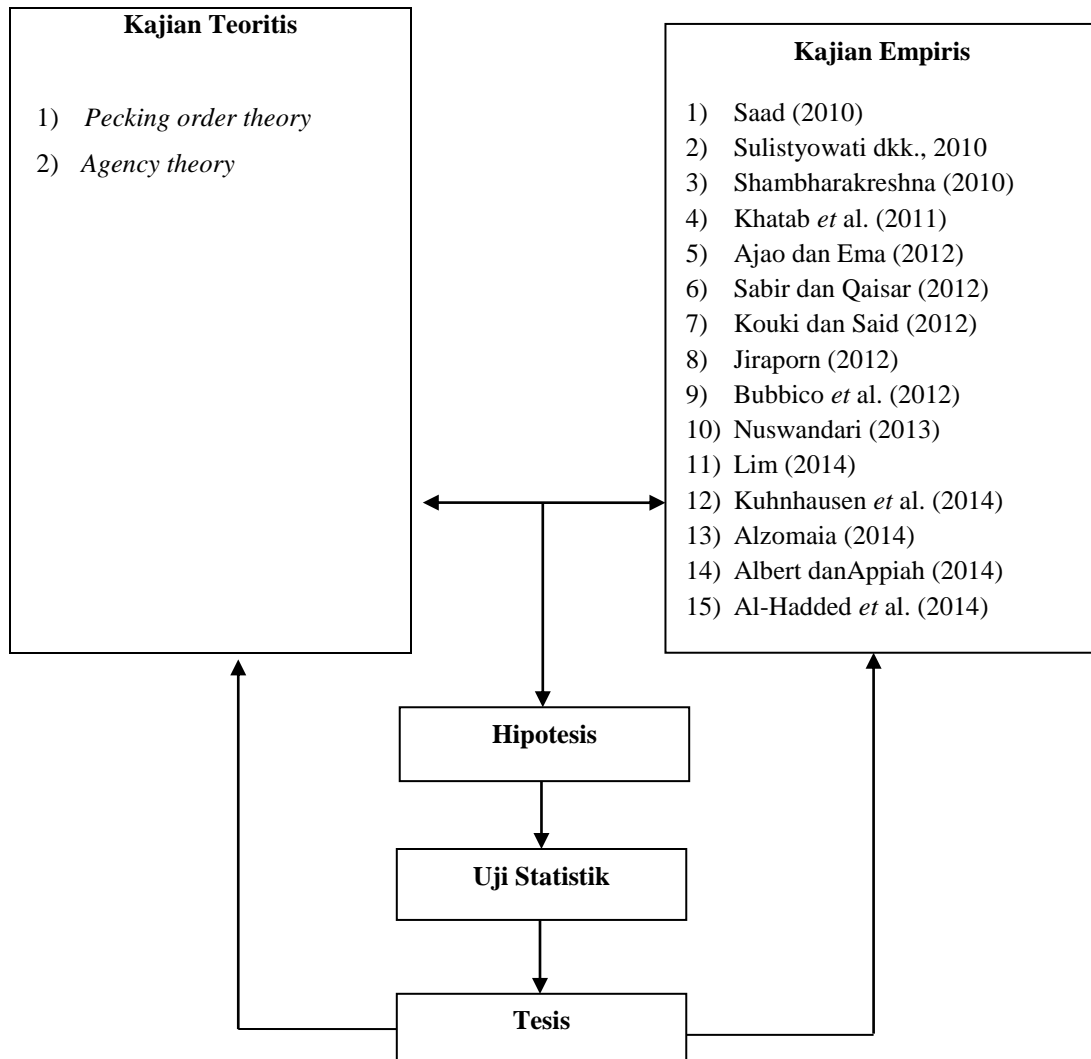 Kajian Teoritis
1) Pecking order theory
2) Agency theory
Kajian Empiris
1) Saad (2010)
2) Sulistyowati dkk., 2010
3) Shambharakreshna (2010)
4) Khatab et al. (2011)
5) Ajao dan Ema (2012)
6) Sabir dan Qaisar (2012)
7) Kouki dan Said (2012)
8) Jiraporn (2012)
9) Bubbico et al. (2012)
10) Nuswandari (2013)
11) Lim (2014)
12) Kuhnhausen et al. (2014)
13) Alzomaia (2014)
14) Albert danAppiah (2014)
15) Al-Hadded et al. (2014)
Hipotesis
Uji Statistik
Tesis